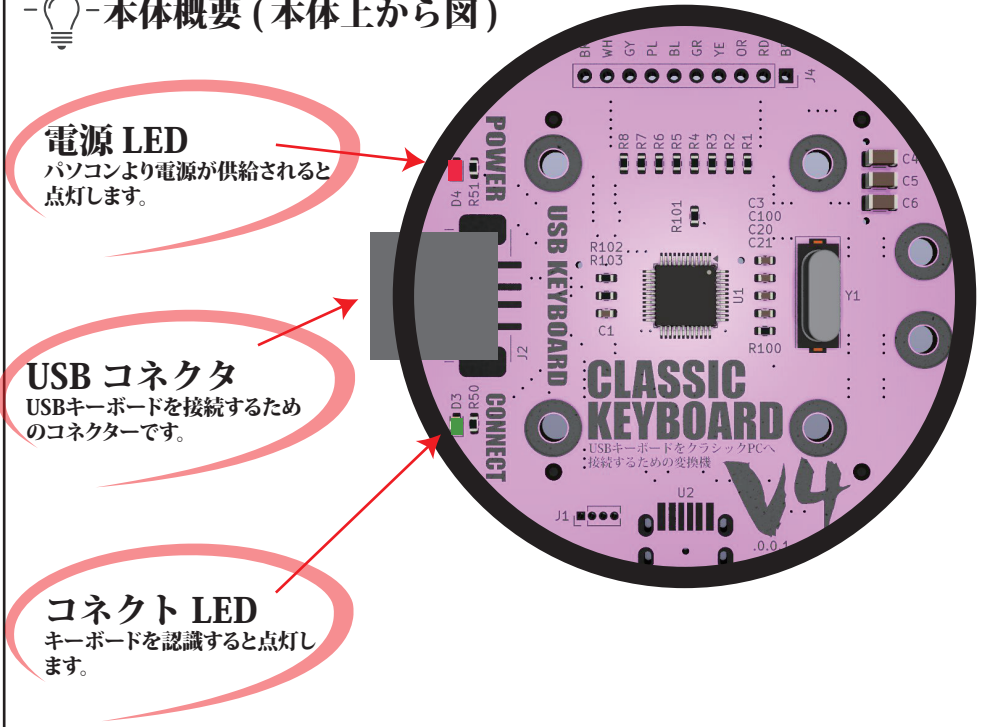 本体概要 ( 本体上から図 )
電源 LED
パソコンより電源が供給されると
点灯します。
USB コネクタ
USBキーボードを接続するため
のコネクターです。
コネクト LED
キーボードを認識すると点灯し
ます。
WH GY PL BL GR YE OR RD
J4
POWER
D4
R51
R8 R7 R6 R5 R4 R3 R2 R1
C4
C5
C6
R101
C3
C100
C20
C21
R102
R103
USB KEYBOARD
U1
Y1
C1
R100
J2
D3
R50
CONNECT
CLASSIC
KEYBOARD
USBキーボードをクラシックPCへ
接続するための変換機
V4
.0.0.1
U2
J1